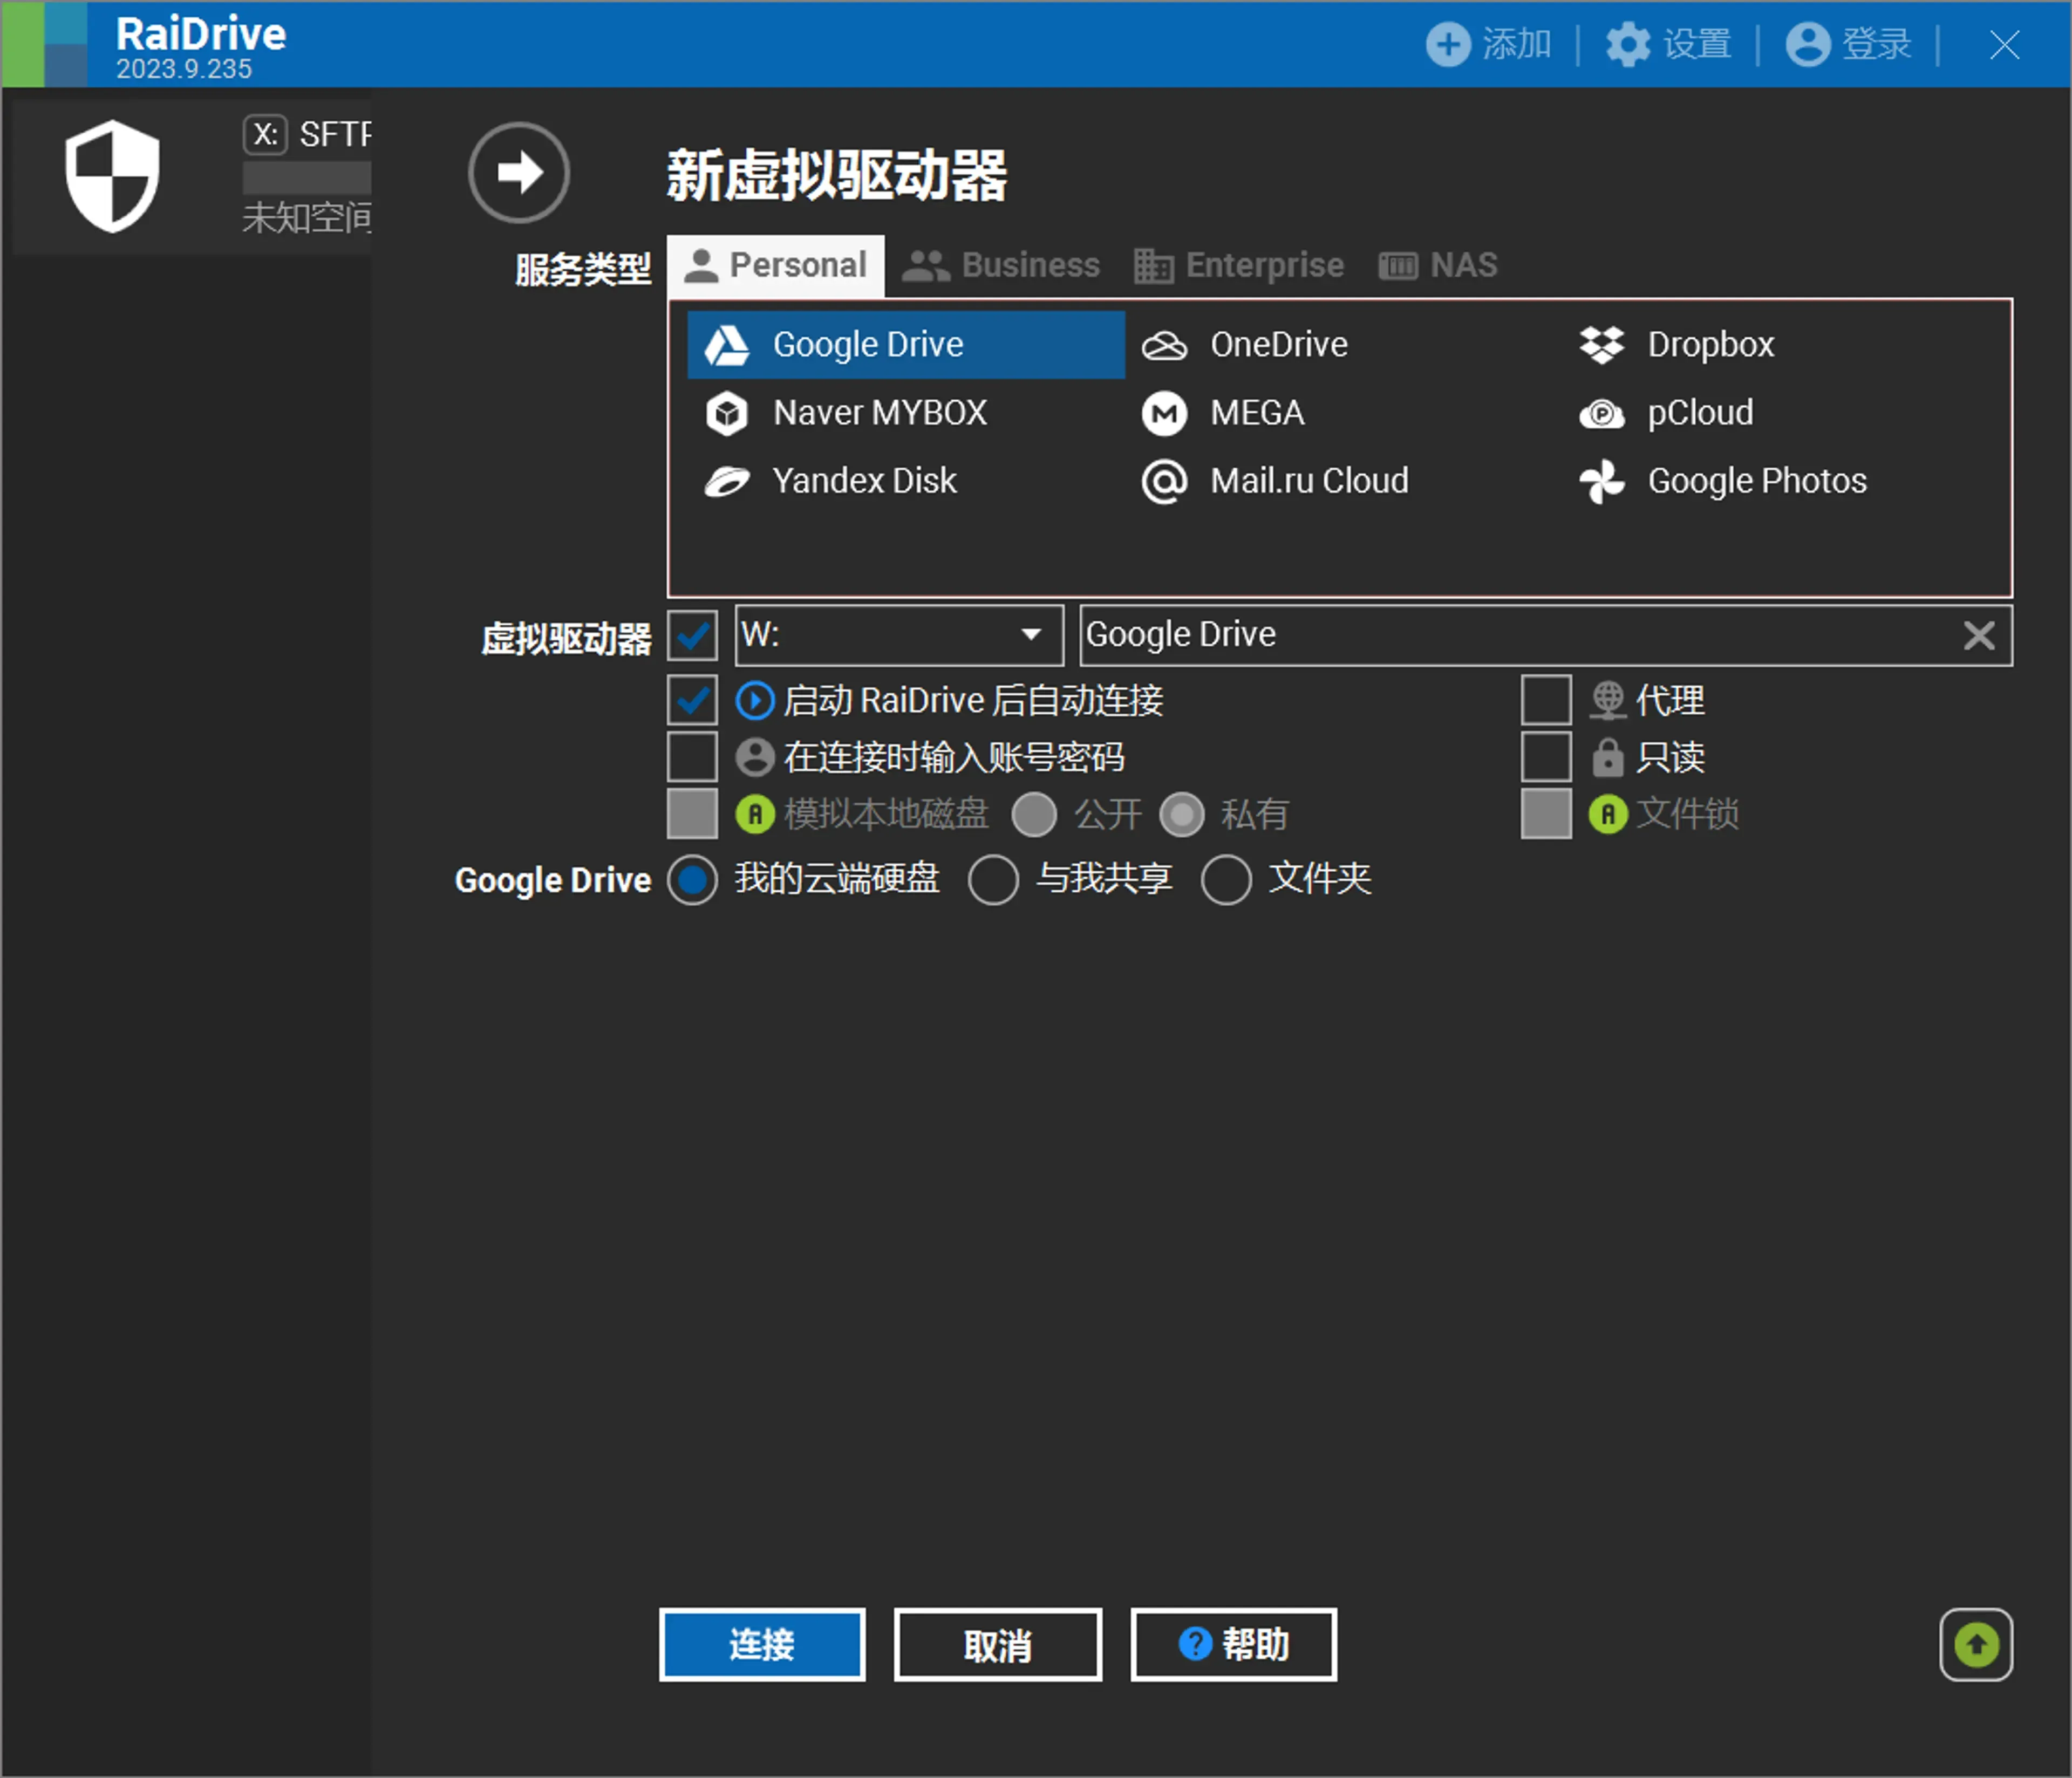 RaiDrive
2023.9.235
添加 设置 登录
X: SFTP
未知空间
新虚拟驱动器
服务类型 Personal Business Enterprise NAS
Google Drive OneDrive Dropbox
Naver MYBOX MEGA pCloud
Yandex Disk Mail.ru Cloud Google Photos
虚拟驱动器 W: Google Drive
启动 RaiDrive 后自动连接 代理
在连接时输入账号密码 只读
模拟本地磁盘 公开 私有 文件锁
Google Drive 我的云端硬盘 与我共享 文件夹
连接 取消 帮助